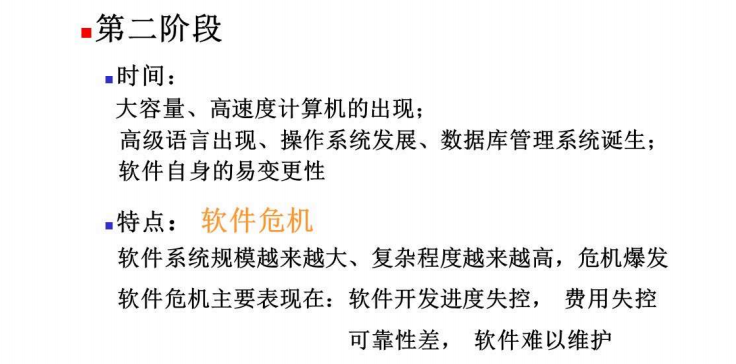 第二阶段
时间：
大容量、高速度计算机的出现；
高级语言出现、操作系统发展、数据库管理系统诞生；
软件自身的易变更性
特点： 软件危机
软件系统规模越来越大、复杂程度越来越高，危机爆发
软件危机主要表现在：软件开发进度失控， 费用失控
可靠性差， 软件难以维护